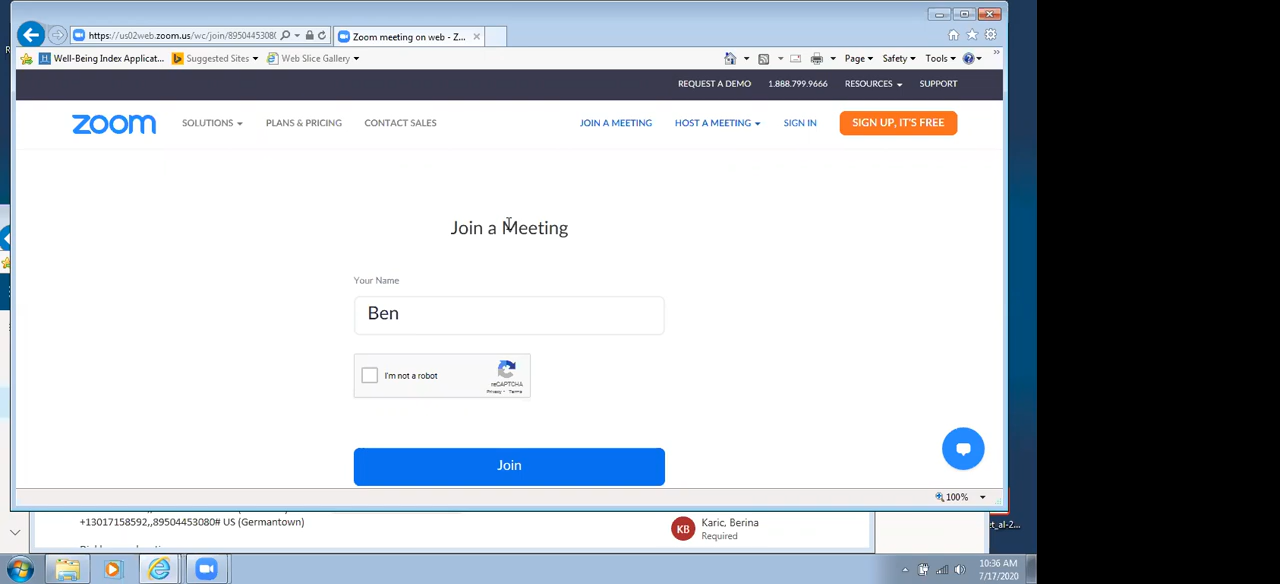 https://us02web.zoom.us/wc/join/8950445308
Zoom meeting on web - Z...
Well-Being Index Applicat...
Suggested Sites
Web Slice Gallery
Page
Safety
Tools
REQUEST A DEMO
1.888.799.9666
RESOURCES
SUPPORT
zoom
SOLUTIONS
PLANS & PRICING
CONTACT SALES
JOIN A MEETING
HOST A MEETING
SIGN IN
SIGN UP, IT'S FREE
Join a Meeting
Your Name
Ben
I'm not a robot
reCAPTCHA
Privacy - Terms
Join
100%
+13017158592,,89504453080# US (Germantown)
KB
Karic, Berina
Required
et_al-2...
10:36 AM
7/17/2020